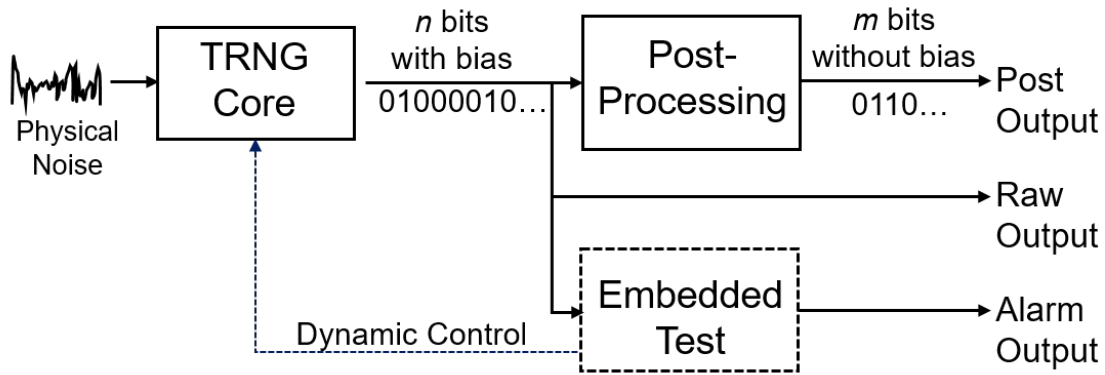 Physical
Noise
TRNG
Core
n bits
with bias
01000010…
Post-
Processing
m bits
without bias
0110…
Post
Output
Raw
Output
Embedded
Test
Alarm
Output
Dynamic Control